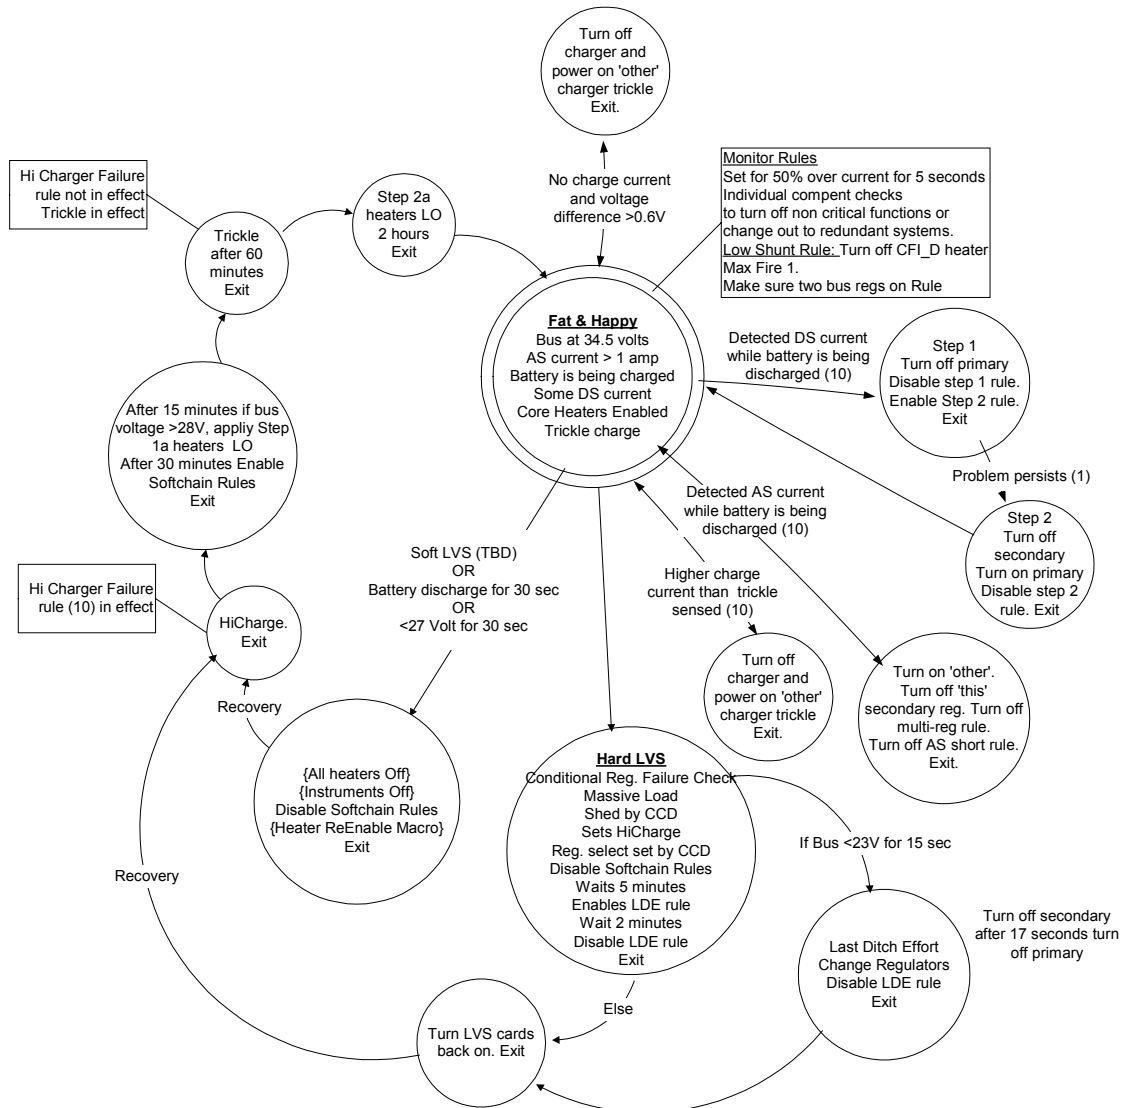 Turn off
charger and
power on 'other'
charger trickle
Exit.
Hi Charger Failure
rule not in effect
Trickle in effect
Step 2a
heaters LO
2 hours
Exit
No charge current
and voltage
difference >0.6V
Monitor Rules
Set for 50% over current for 5 seconds
Individual compent checks
to turn off non critical functions or
change out to redundant systems.
Low Shunt Rule: Turn off CFI_D heater
Max Fire 1.
Make sure two bus regs on Rule
Trickle
after 60
minutes
Exit
Fat & Happy
Bus at 34.5 volts
AS current > 1 amp
Battery is being charged
Some DS current
Core Heaters Enabled
Trickle charge
Detected DS current
while battery is being
discharged (10)
Step 1
Turn off primary
Disable step 1 rule.
Enable Step 2 rule.
Exit
After 15 minutes if bus
voltage >28V, appliy Step
1a heaters LO
After 30 minutes Enable
Softchain Rules
Exit
Problem persists (1)
Detected AS current
while battery is being
discharged (10)
Step 2
Turn off
secondary
Turn on primary
Disable step 2
rule. Exit
Soft LVS (TBD)
OR
Battery discharge for 30 sec
OR
<27 Volt for 30 sec
Higher charge
current than trickle
sensed (10)
Hi Charger Failure
rule (10) in effect
HiCharge.
Exit
Turn off
charger and
power on 'other'
charger trickle
Exit.
Turn on 'other'.
Turn off 'this'
secondary reg. Turn off
multi-reg rule.
Turn off AS short rule.
Exit.
Recovery
{All heaters Off}
{Instruments Off}
Disable Softchain Rules
{Heater ReEnable Macro}
Exit
Hard LVS
Conditional Reg. Failure Check
Massive Load
Shed by CCD
Sets HiCharge
Reg. select set by CCD
Disable Softchain Rules
Waits 5 minutes
Enables LDE rule
Wait 2 minutes
Disable LDE rule
Exit
If Bus <23V for 15 sec
Recovery
Last Ditch Effort
Change Regulators
Disable LDE rule
Exit
Turn off secondary
after 17 seconds turn
off primary
Else
Turn LVS cards
back on. Exit